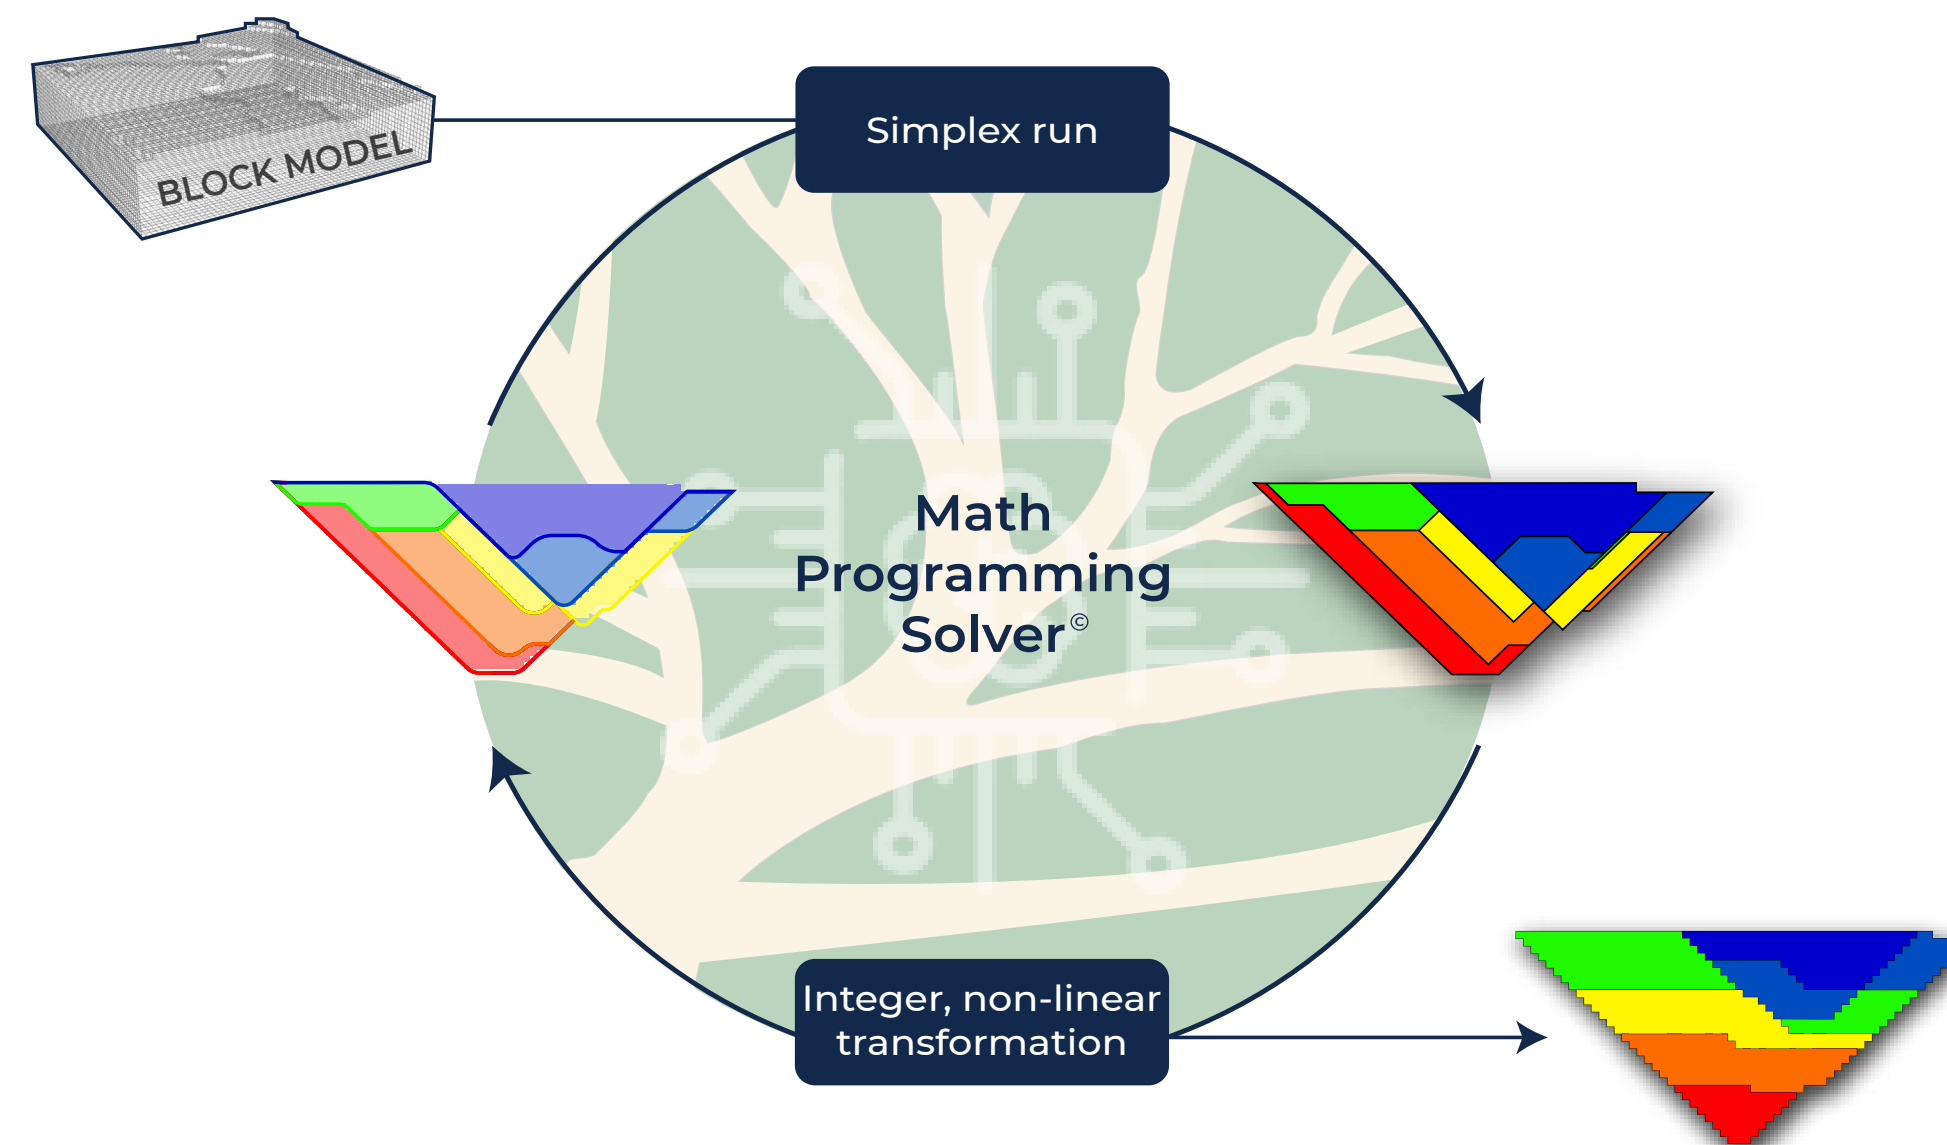 BLOCK MODEL
Simplex run
Math
Programming
Solver©
Integer, non-linear
transformation